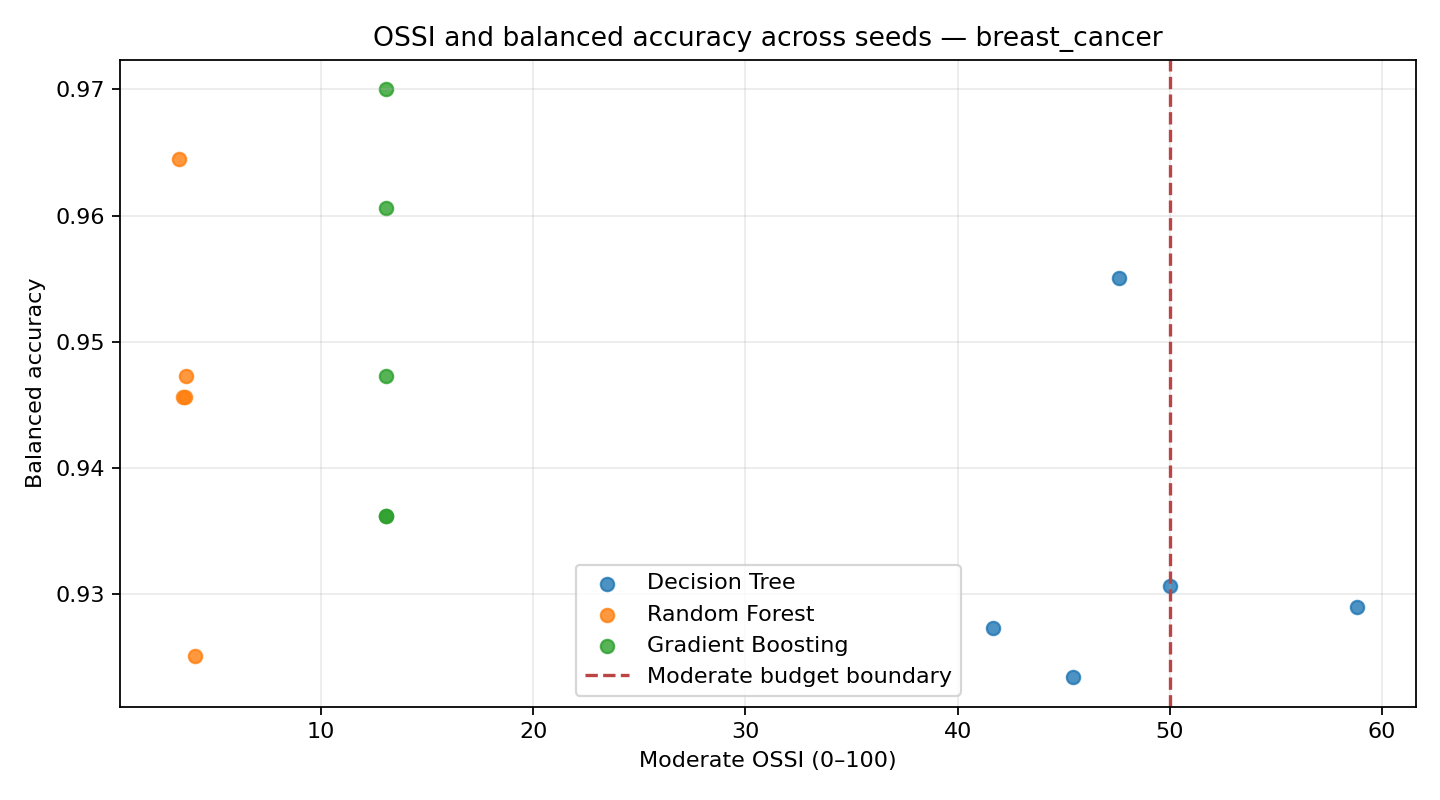 OSSI and balanced accuracy across seeds — breast_cancer
Balanced accuracy
0.97
0.96
0.95
0.94
0.93
Decision Tree
Random Forest
Gradient Boosting
Moderate budget boundary
10 20 30 40 50 60
Moderate OSSI (0–100)